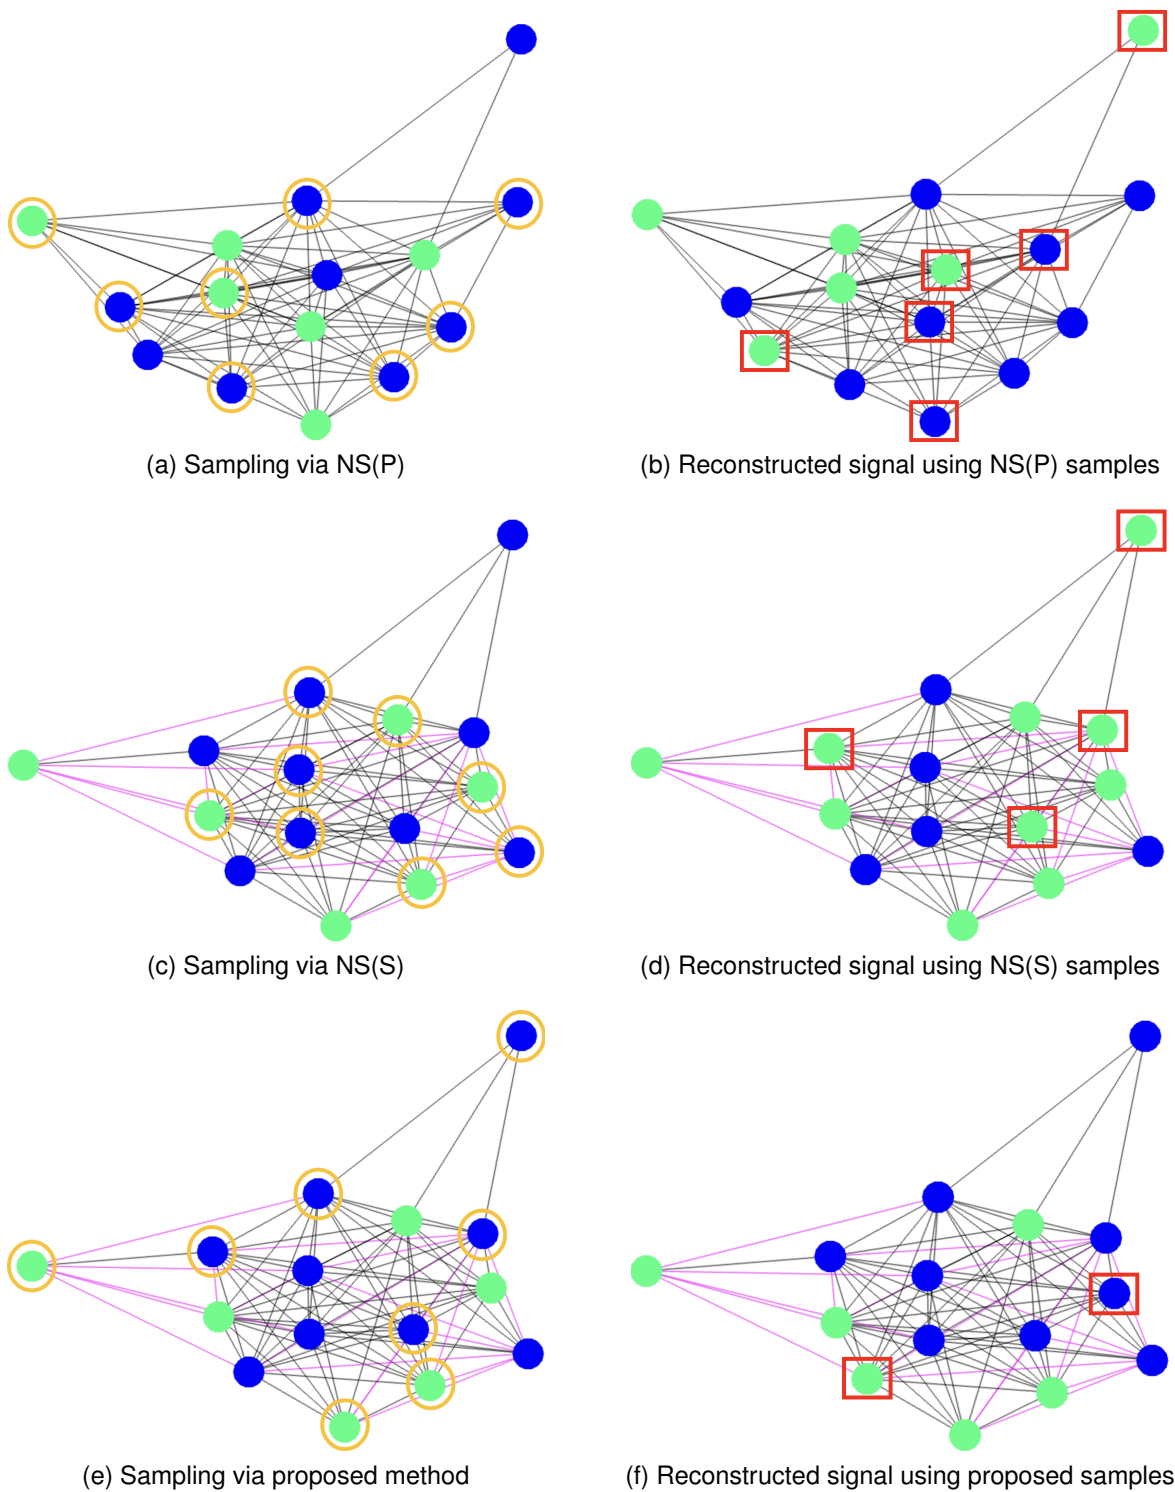 (a) Sampling via NS(P)
(b) Reconstructed signal using NS(P) samples
(c) Sampling via NS(S)
(d) Reconstructed signal using NS(S) samples
(e) Sampling via proposed method
(f) Reconstructed signal using proposed samples